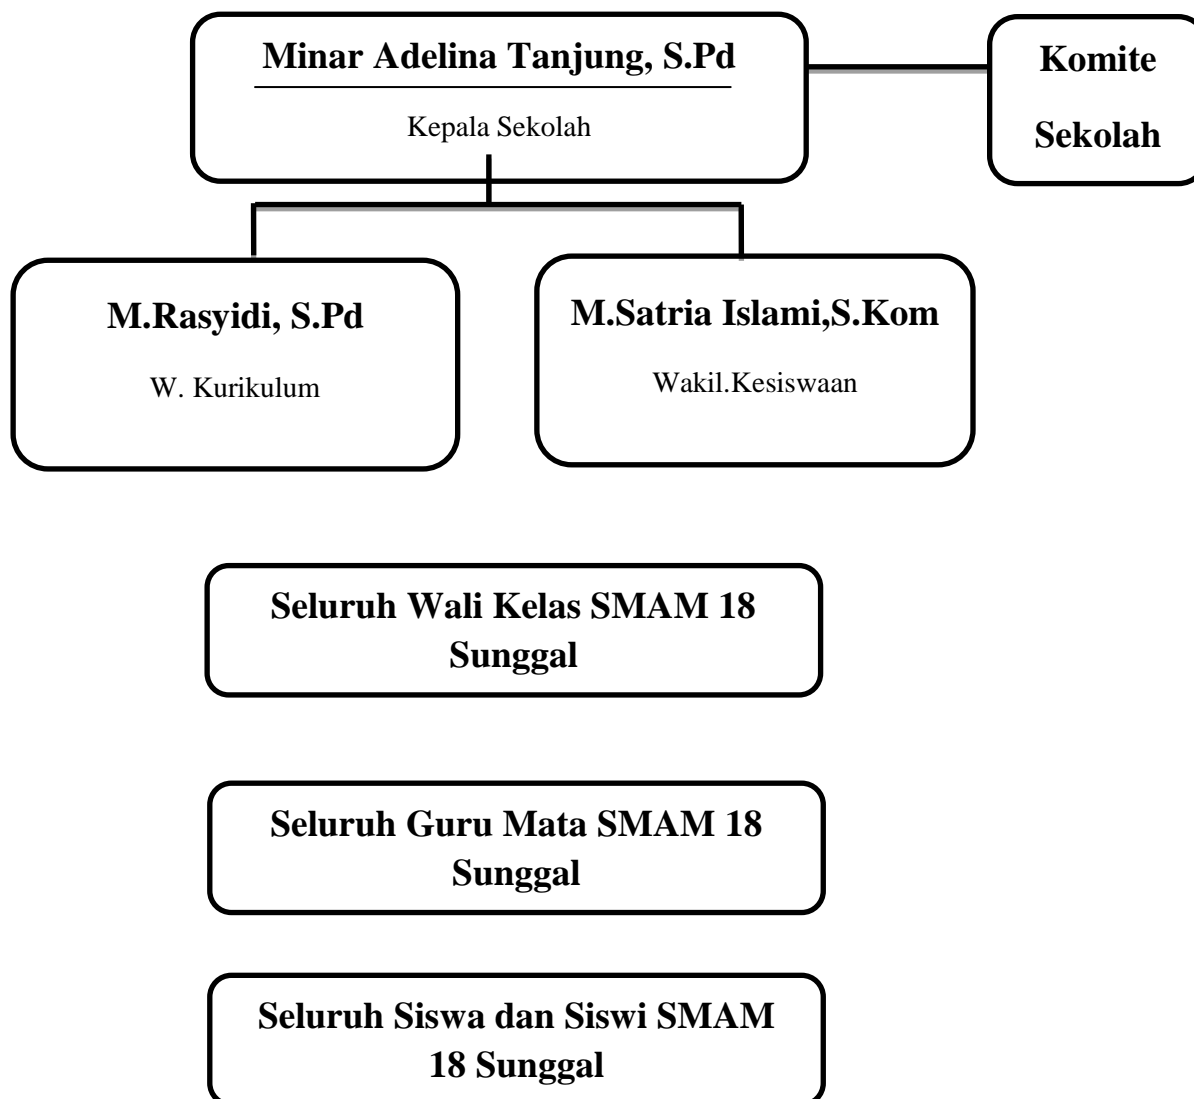 Minar Adelina Tanjung, S.Pd
Kepala Sekolah
Komite
Sekolah
M.Rasyidi, S.Pd
W. Kurikulum
M.Satria Islami,S.Kom
Wakil.Kesiswaan
Seluruh Wali Kelas SMAM 18
Sunggal
Seluruh Guru Mata SMAM 18
Sunggal
Seluruh Siswa dan Siswi SMAM
18 Sunggal